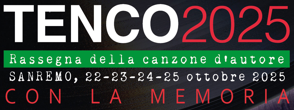 TENCO2025
Rassegna della canzone d'autore
SANREMO, 22-23-24-25 ottobre 2025
CON LA MEMORIA